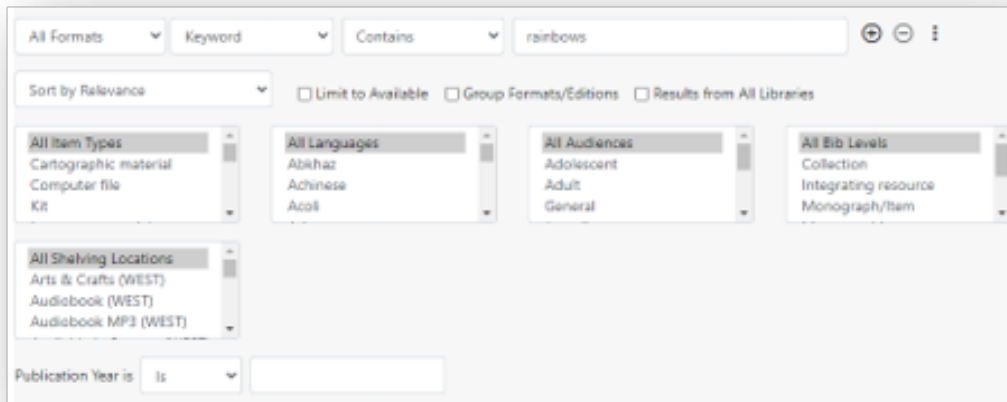 All Formats Keyword Contains rainbows
Sort by Relevance Limit to Available Group Formats/Editions Results from All Libraries
All Item Types
Cartographic material
Computer file
Kit
All Languages
Abkhaz
Achinese
Acoli
All Audiences
Adolescent
Adult
General
All Bib Levels
Collection
Integrating resource
Monograph/Item
All Shelving Locations
Arts & Crafts (WEST)
Audiobook (WEST)
Audiobook MP3 (WEST)
Publication Year is Is